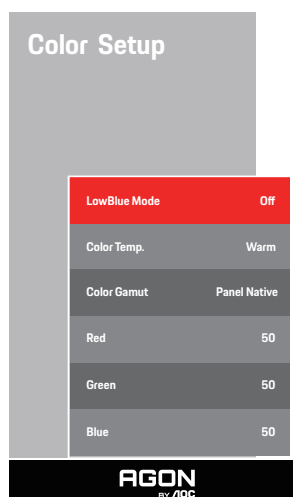 Color Setup
LowBlue Mode Off
Color Temp. Warm
Color Gamut Panel Native
Red 50
Green 50
Blue 50
AGON
BY AOC